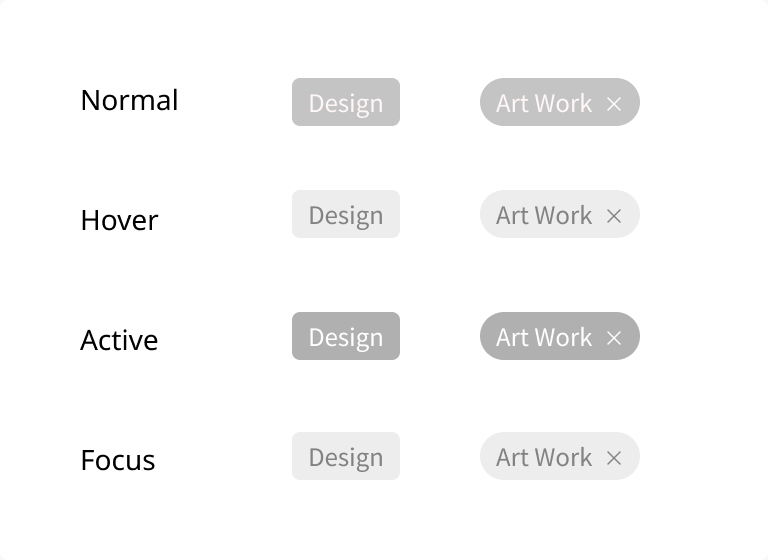 Normal Design Art Work ×
Hover Design Art Work ×
Active Design Art Work ×
Focus Design Art Work ×